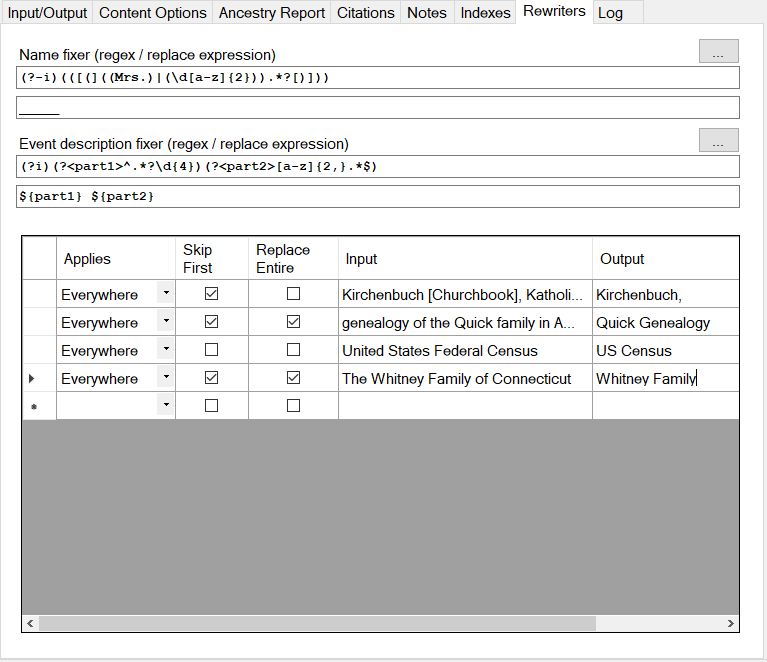 Input/Output Content Options Ancestry Report Citations Notes Indexes Rewriters Log
Name fixer (regex / replace expression)
...
(?-i)(([(]((Mrs.)|(\d[a-z]{2})).*?[)]))
_____
Event description fixer (regex / replace expression)
...
(?i)(?<part1>^.*?\d{4})(?<part2>[a-z]{2,}.*$)
${part1} ${part2}
Applies Skip First Replace Entire Input Output
Everywhere Kirchenbuch [Churchbook], Katholi... Kirchenbuch,
Everywhere genealogy of the Quick family in A... Quick Genealogy
Everywhere United States Federal Census US Census
Everywhere The Whitney Family of Connecticut Whitney Family